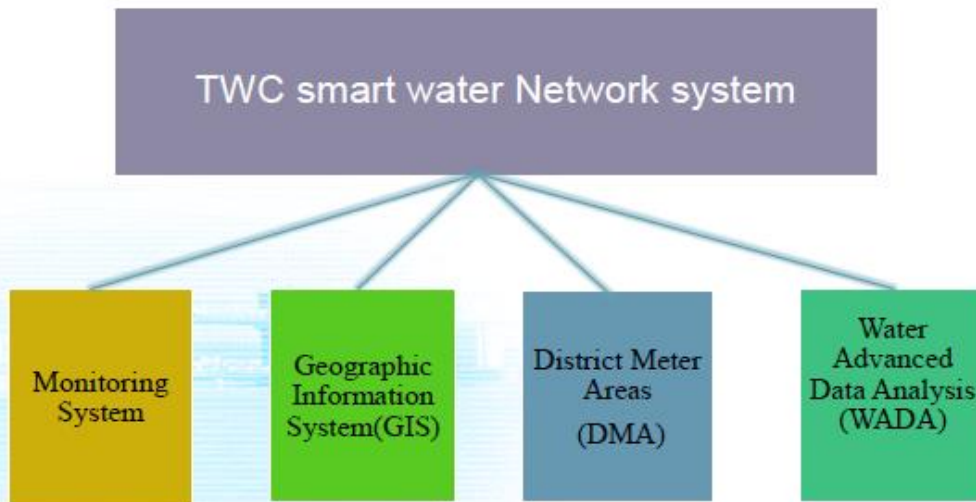 TWC smart water Network system
Monitoring
System
Geographic
Information
System(GIS)
District Meter
Areas
(DMA)
Water
Advanced
Data Analysis
(WADA)